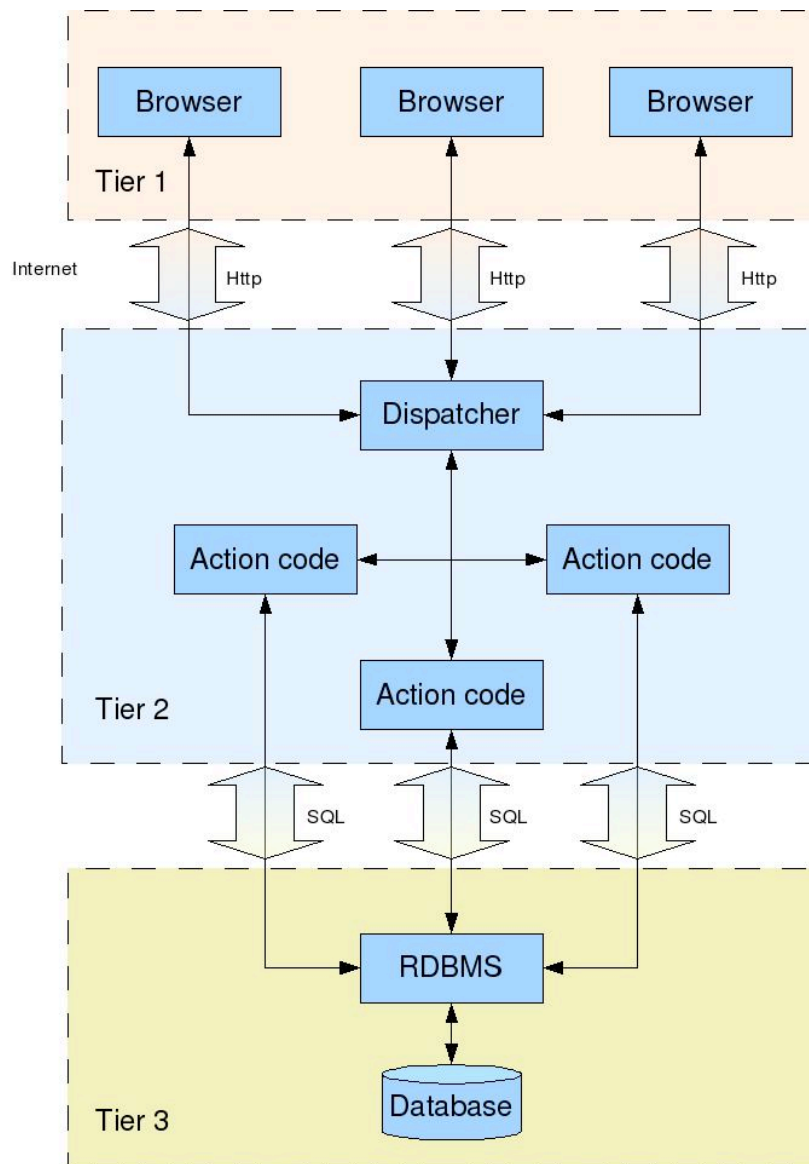 Browser
Browser
Browser
Tier 1
Internet
Http
Http
Http
Dispatcher
Action code
Action code
Action code
Tier 2
SQL
SQL
SQL
RDBMS
Database
Tier 3